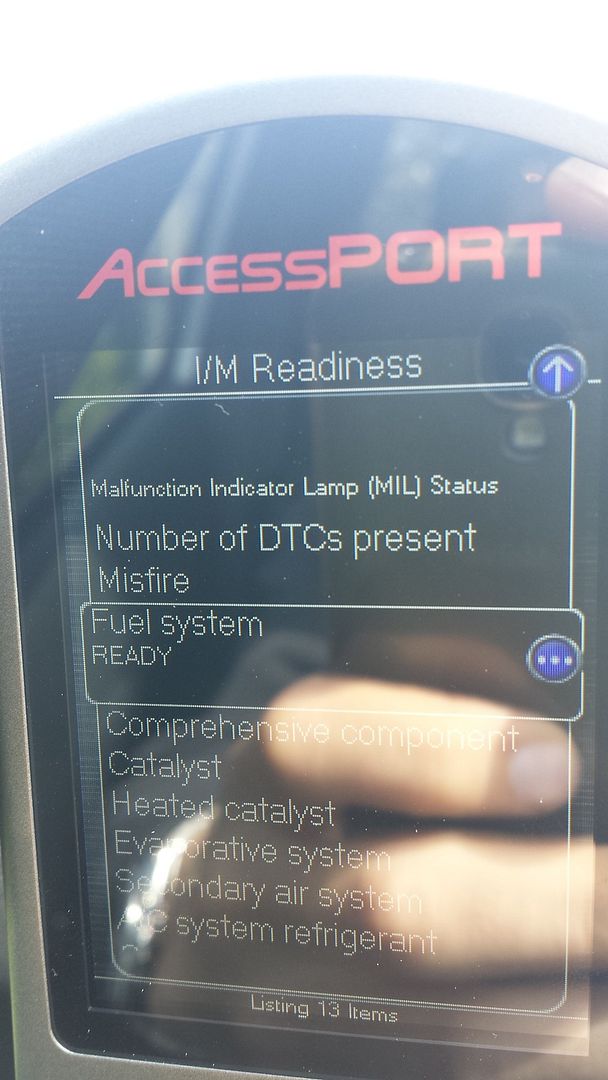 ACCESSPORT
I/M Readiness
Malfunction Indicator Lamp (MIL) Status
Number of DTCs present
Misfire
Fuel system
READY
Comprehensive component
Catalyst
Heated catalyst
Evaporative system
Secondary air system
A/C system refrigerant
Listing 13 Items